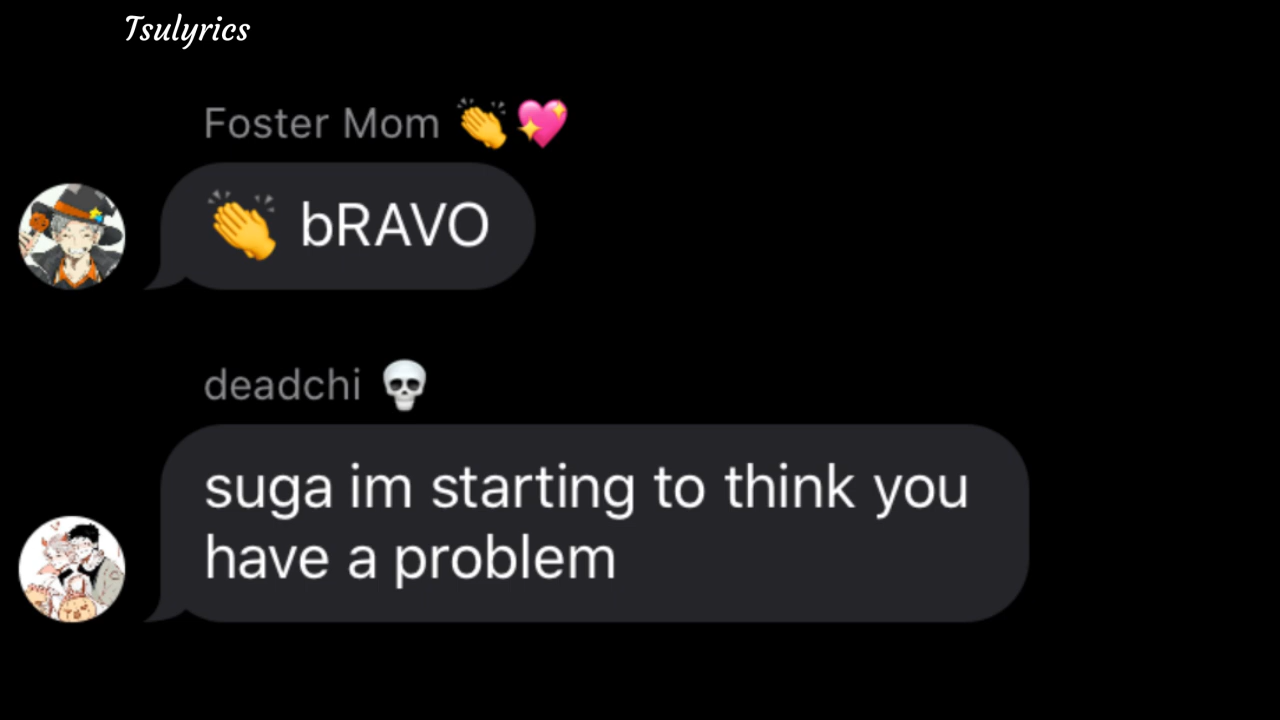 Tsulyrics
Foster Mom 👏💖
👏 bRAVO
deadchi 💀
suga im starting to think you
have a problem